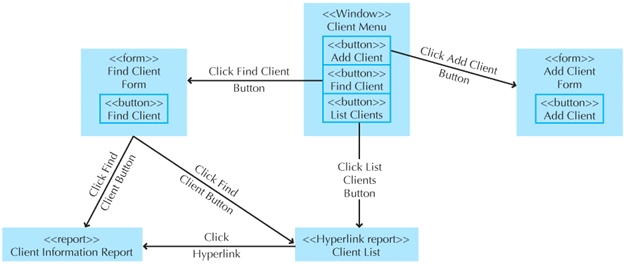 <<Window>>
Client Menu
<<button>>
Add Client
<<button>>
Find Client
<<button>>
List Clients
<<form>>
Find Client
Form
<<button>>
Find Client
Click Find Client
Button
Click Add Client
Button
<<form>>
Add Client
Form
<<button>>
Add Client
Click Find
Client Button
Click Find
Client Button
Click List
Clients
Button
<<report>>
Client Information Report
Click
Hyperlink
<<Hyperlink report>>
Client List